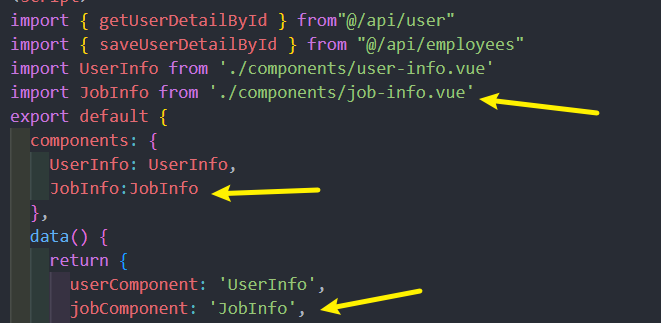 <script>
import { getUserDetailById } from"@/api/user"
import { saveUserDetailById } from "@/api/employees"
import UserInfo from './components/user-info.vue'
import JobInfo from './components/job-info.vue'
export default {
components: {
UserInfo: UserInfo,
JobInfo:JobInfo
},
data() {
return {
userComponent: 'UserInfo',
jobComponent: 'JobInfo',